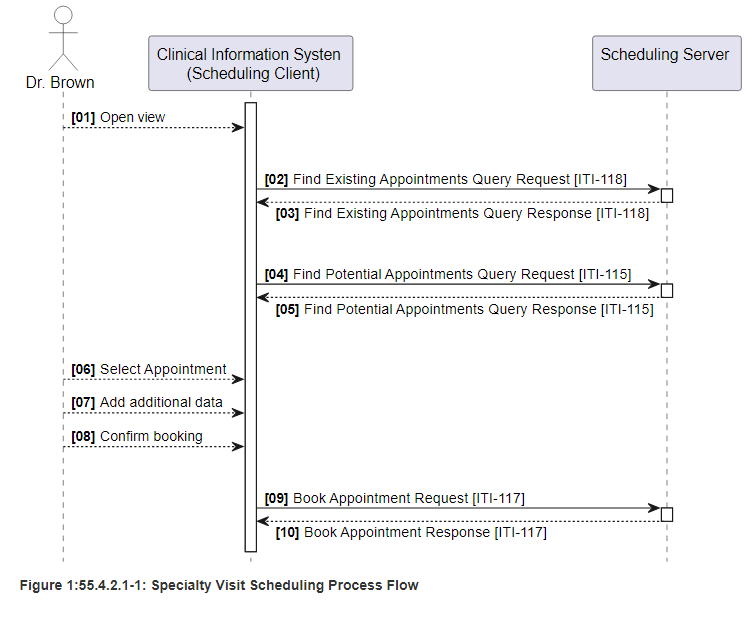 Dr. Brown
Clinical Information Systen
(Scheduling Client)
Scheduling Server
[01] Open view
[02] Find Existing Appointments Query Request [ITI-118]
[03] Find Existing Appointments Query Response [ITI-118]
[04] Find Potential Appointments Query Request [ITI-115]
[05] Find Potential Appointments Query Response [ITI-115]
[06] Select Appointment
[07] Add additional data
[08] Confirm booking
[09] Book Appointment Request [ITI-117]
[10] Book Appointment Response [ITI-117]
Figure 1:55.4.2.1-1: Specialty Visit Scheduling Process Flow